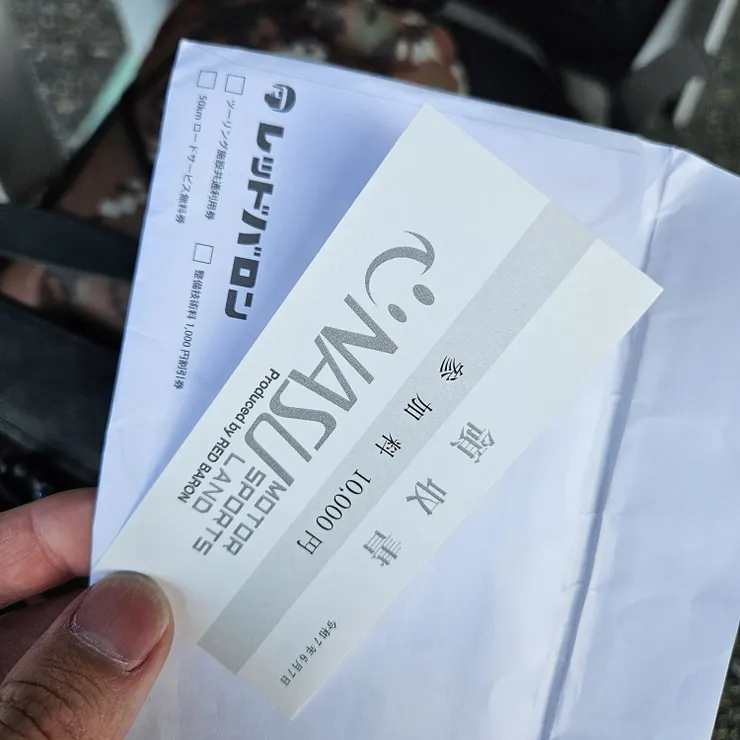 レッドバロン
□ ツーリング施設共通利用券
□ 50kmロードサービス無料券
□ 整備技術料 1,000円割引券
領収書
参加料 10,000円
NASU
MOTOR
SPORTS
LAND
Produced by RED BARON
令和7年6月7日